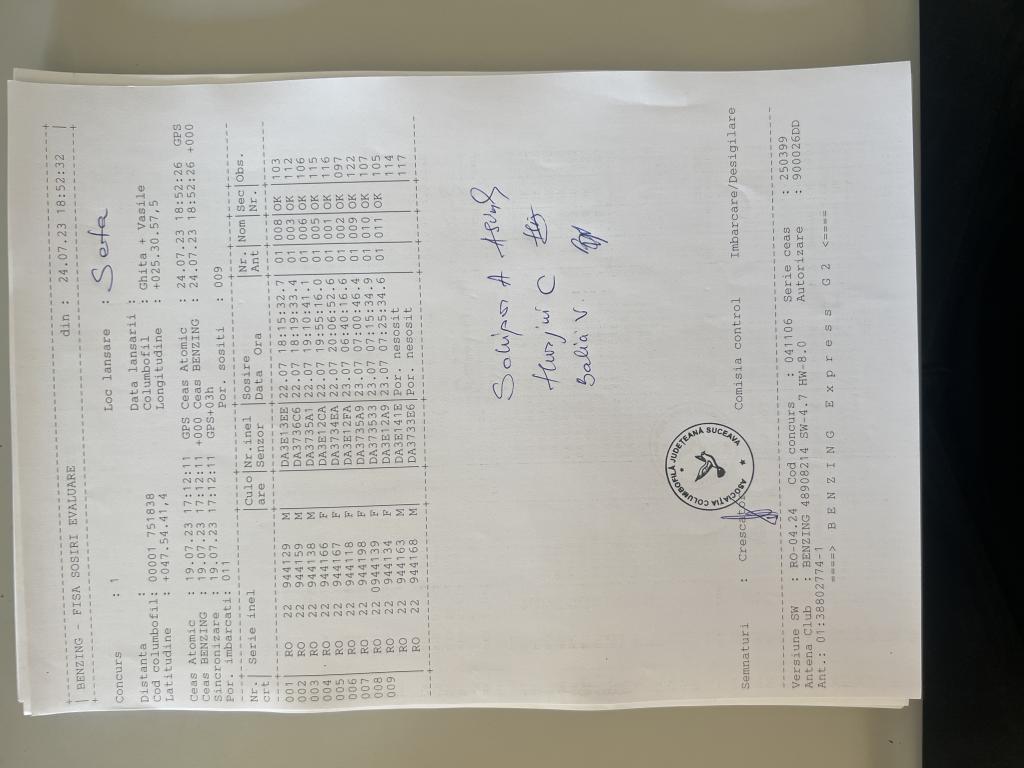 BENZING - FISA SOSIRI EVALUARE din : 24.07.23 18:52:32
Concurs : 1 Loc lansare : Seta
Distanta : Data lansarii :
Cod columbofil: 00001 751838 Columbofil : Ghita + Vasile
Latitudine : +047.54.41,4 Longitudine : +025.30.57,5
Ceas Atomic : 19.07.23 17:12:11 GPS Ceas Atomic : 24.07.23 18:52:26 GPS
Ceas BENZING : 19.07.23 17:12:11 +000 Ceas BENZING : 24.07.23 18:52:26 +000
Sincronizare : 19.07.23 17:12:11 GPS+03h
Por. imbarcati: 011 Por. sositi : 009
Nr. | Serie inel |Culo|Nr.inel|Sosire |Nr. |Nom|Sec|Obs.
crt| |are |Senzor |Data Ora |Ant |Nr.
001 RO 22 944129 M DA3E13EE 22.07 18:15:32.7 01 008 OK 103
002 RO 22 944159 M DA3736C6 22.07 18:19:33.4 01 003 OK 112
003 RO 22 944138 M DA3735A1 22.07 19:10:41.1 01 006 OK 106
004 RO 22 944166 F DA3E12CA 22.07 19:55:16.0 01 005 OK 115
005 RO 22 944167 F DA3734EA 22.07 20:06:52.6 01 001 OK 116
006 RO 22 944118 F DA3E12FA 23.07 06:40:16.6 01 002 OK 097
007 RO 22 944198 F DA3735A9 23.07 07:00:46.4 01 009 OK 122
008 RO 22 0944139 F DA373533 23.07 07:15:34.9 01 010 OK 107
009 RO 22 944134 F DA3E12A9 23.07 07:25:34.6 01 011 OK 105
RO 22 944163 M DA3E141E Por. nesosit 114
RO 22 944168 M DA3733E6 Por. nesosit 117
A
C
V.
ASOCIAȚIA COLUMBOFILĂ JUDEȚEANĂ SUCEAVA
Semnaturi : Crescator Comisia control Imbarcare/Desigilare
Versiune SW : RO-04.24 Cod concurs : 041106 Serie ceas : 250399
Antena Club : BENZING 48908214 SW-4.7 HW-8.0 Autorizare : 900026DD
Ant.: 01:38802774-1
====> B E N Z I N G E x p r e s s G 2 <====